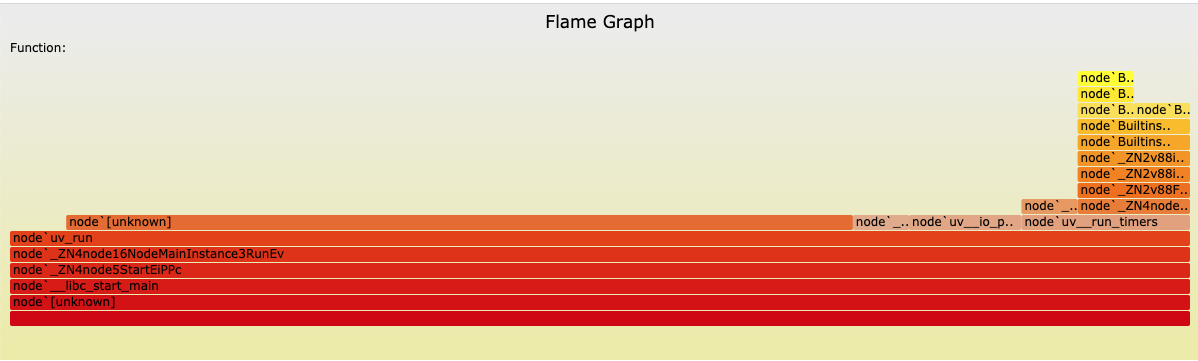 Flame Graph
Function:
node`B..
node`B..
node`B.. node`B..
node`Builtins..
node`Builtins..
node`_ZN2v88i..
node`_ZN2v88i..
node`_ZN2v88F..
node`_.. node`_ZN4node..
node`[unknown] node`_.. node`uv__io_p.. node`uv__run_timers
node`uv_run
node`_ZN4node16NodeMainInstance3RunEv
node`_ZN4node5StartEiPPc
node`__libc_start_main
node`[unknown]